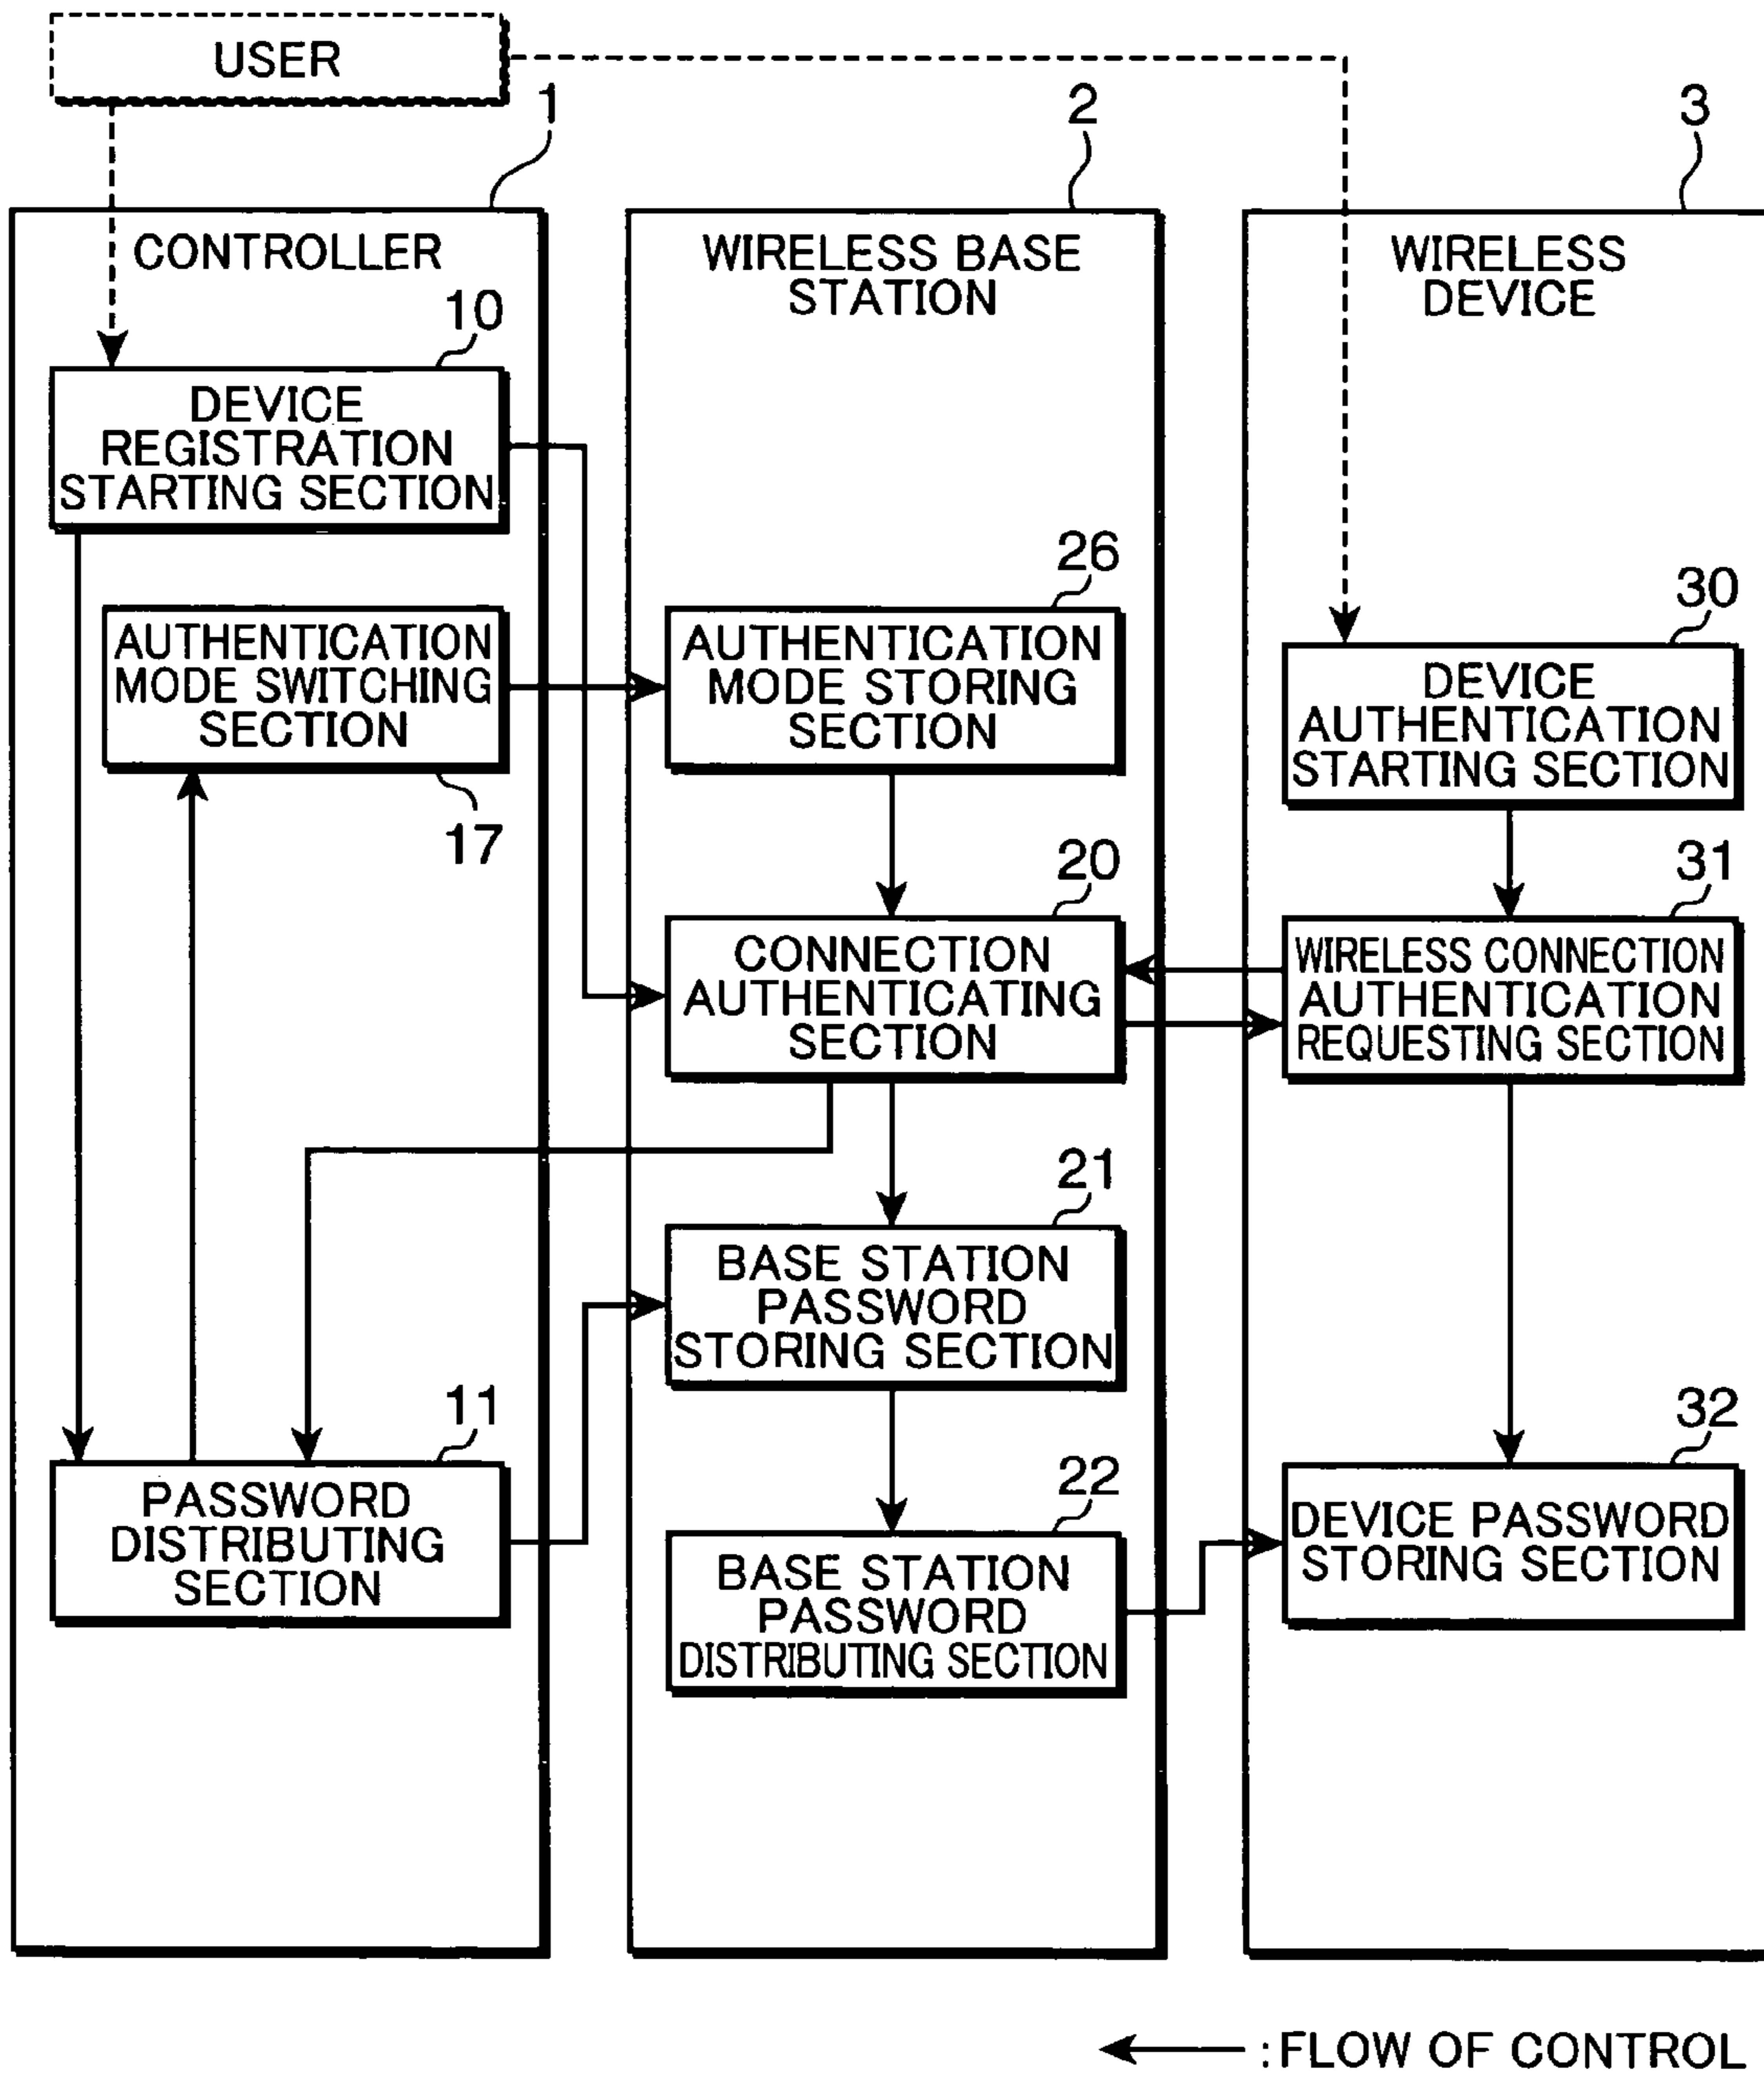 USER
1
2
3
CONTROLLER
WIRELESS BASE
STATION
WIRELESS
DEVICE
10
DEVICE
REGISTRATION
STARTING SECTION
26
30
AUTHENTICATION
MODE SWITCHING
SECTION
17
AUTHENTICATION
MODE STORING
SECTION
DEVICE
AUTHENTICATION
STARTING SECTION
20
31
CONNECTION
AUTHENTICATING
SECTION
WIRELESS CONNECTION
AUTHENTICATION
REQUESTING SECTION
21
BASE STATION
PASSWORD
STORING SECTION
11
32
PASSWORD
DISTRIBUTING
SECTION
22
BASE STATION
PASSWORD
DISTRIBUTING SECTION
DEVICE PASSWORD
STORING SECTION
:FLOW OF CONTROL